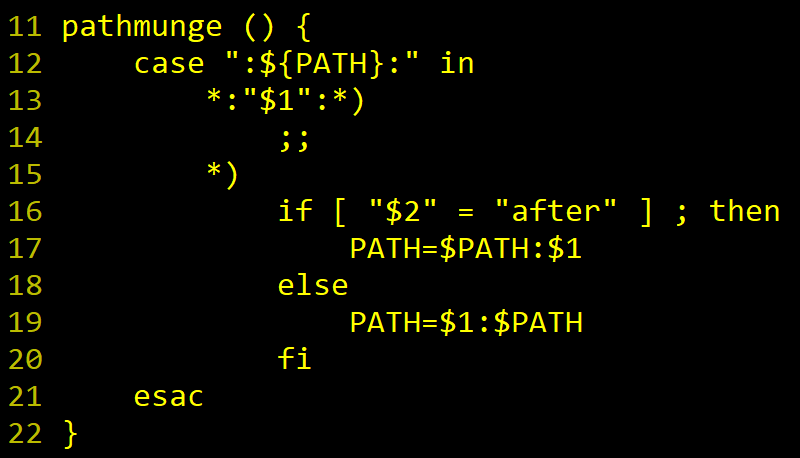 11 pathmunge () {
12     case ":${PATH}:" in
13         *:"$1":*)
14             ;;
15         *)
16             if [ "$2" = "after" ] ; then
17                 PATH=$PATH:$1
18             else
19                 PATH=$1:$PATH
20             fi
21     esac
22 }